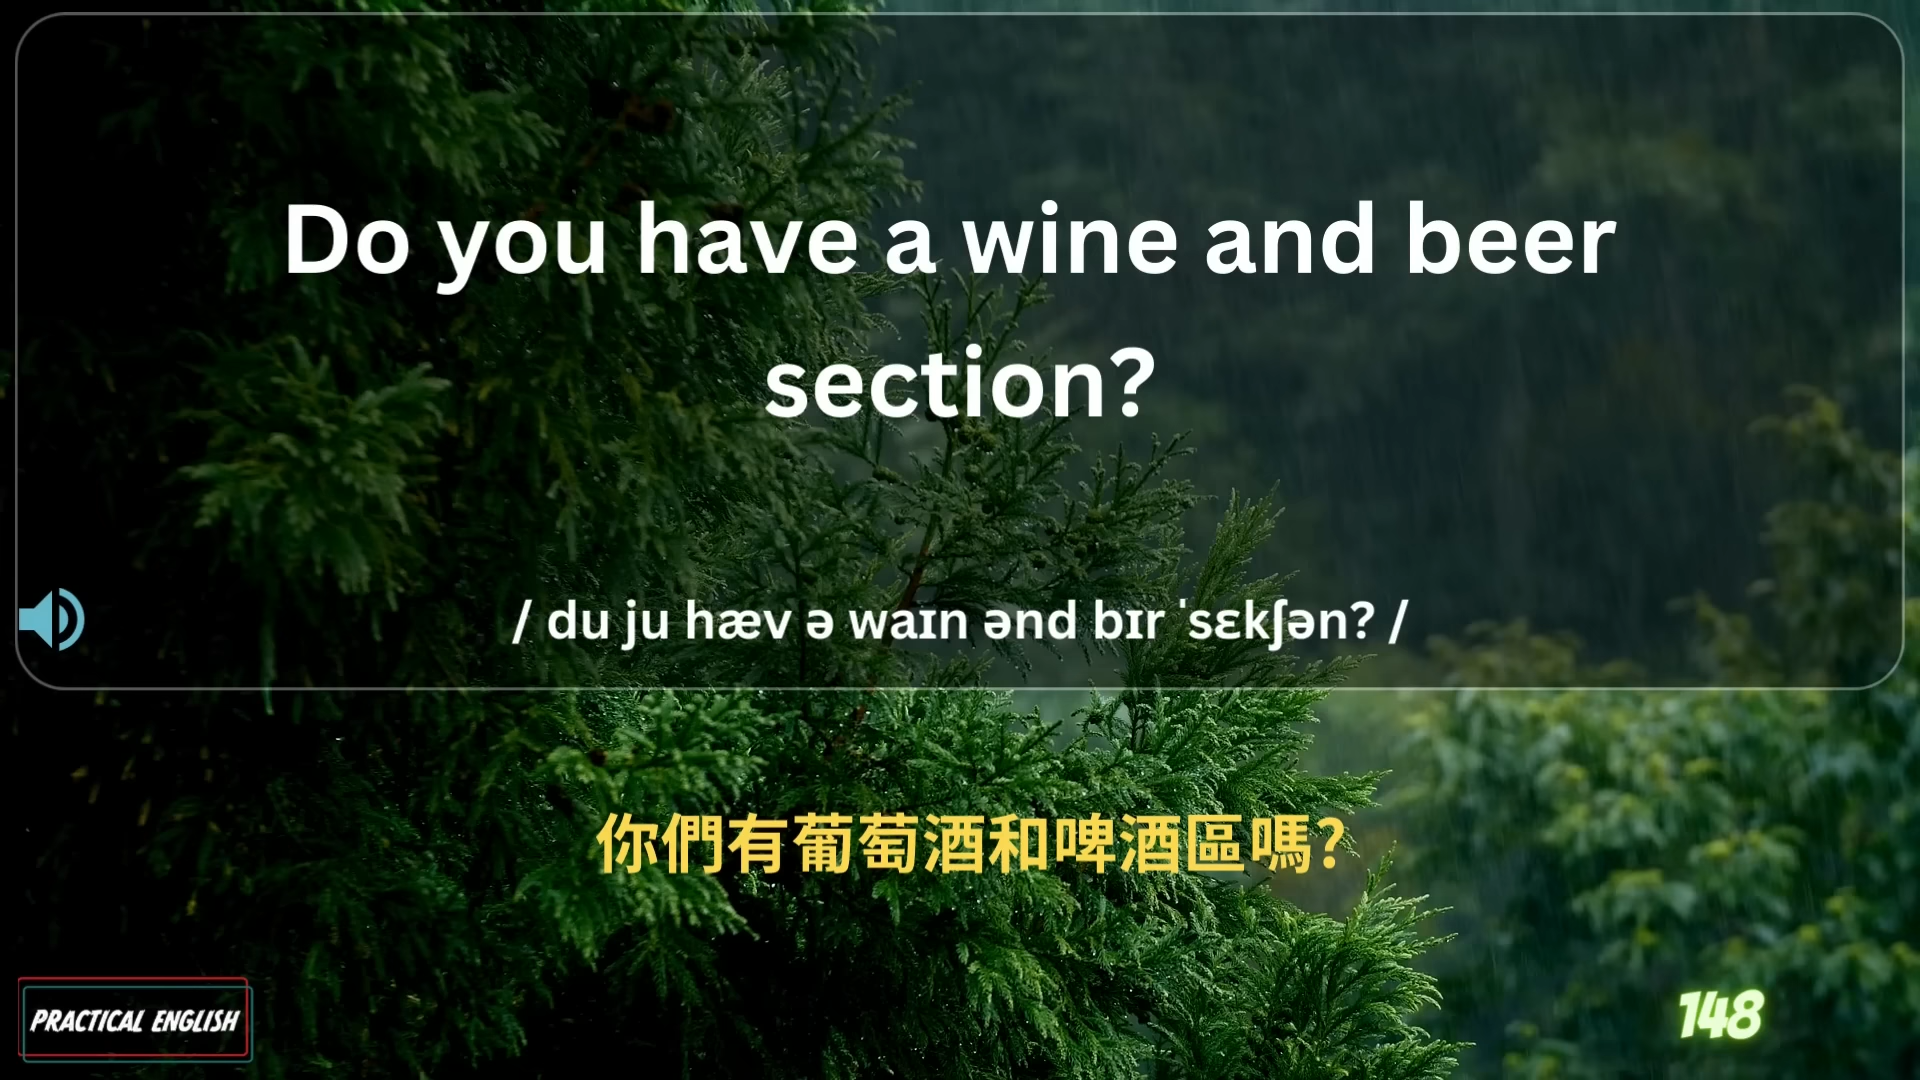 Do you have a wine and beer
section?
/ du ju hæv ə waɪn ənd bɪr ˈsɛkʃən? /
你們有葡萄酒和啤酒區嗎?
PRACTICAL ENGLISH
148